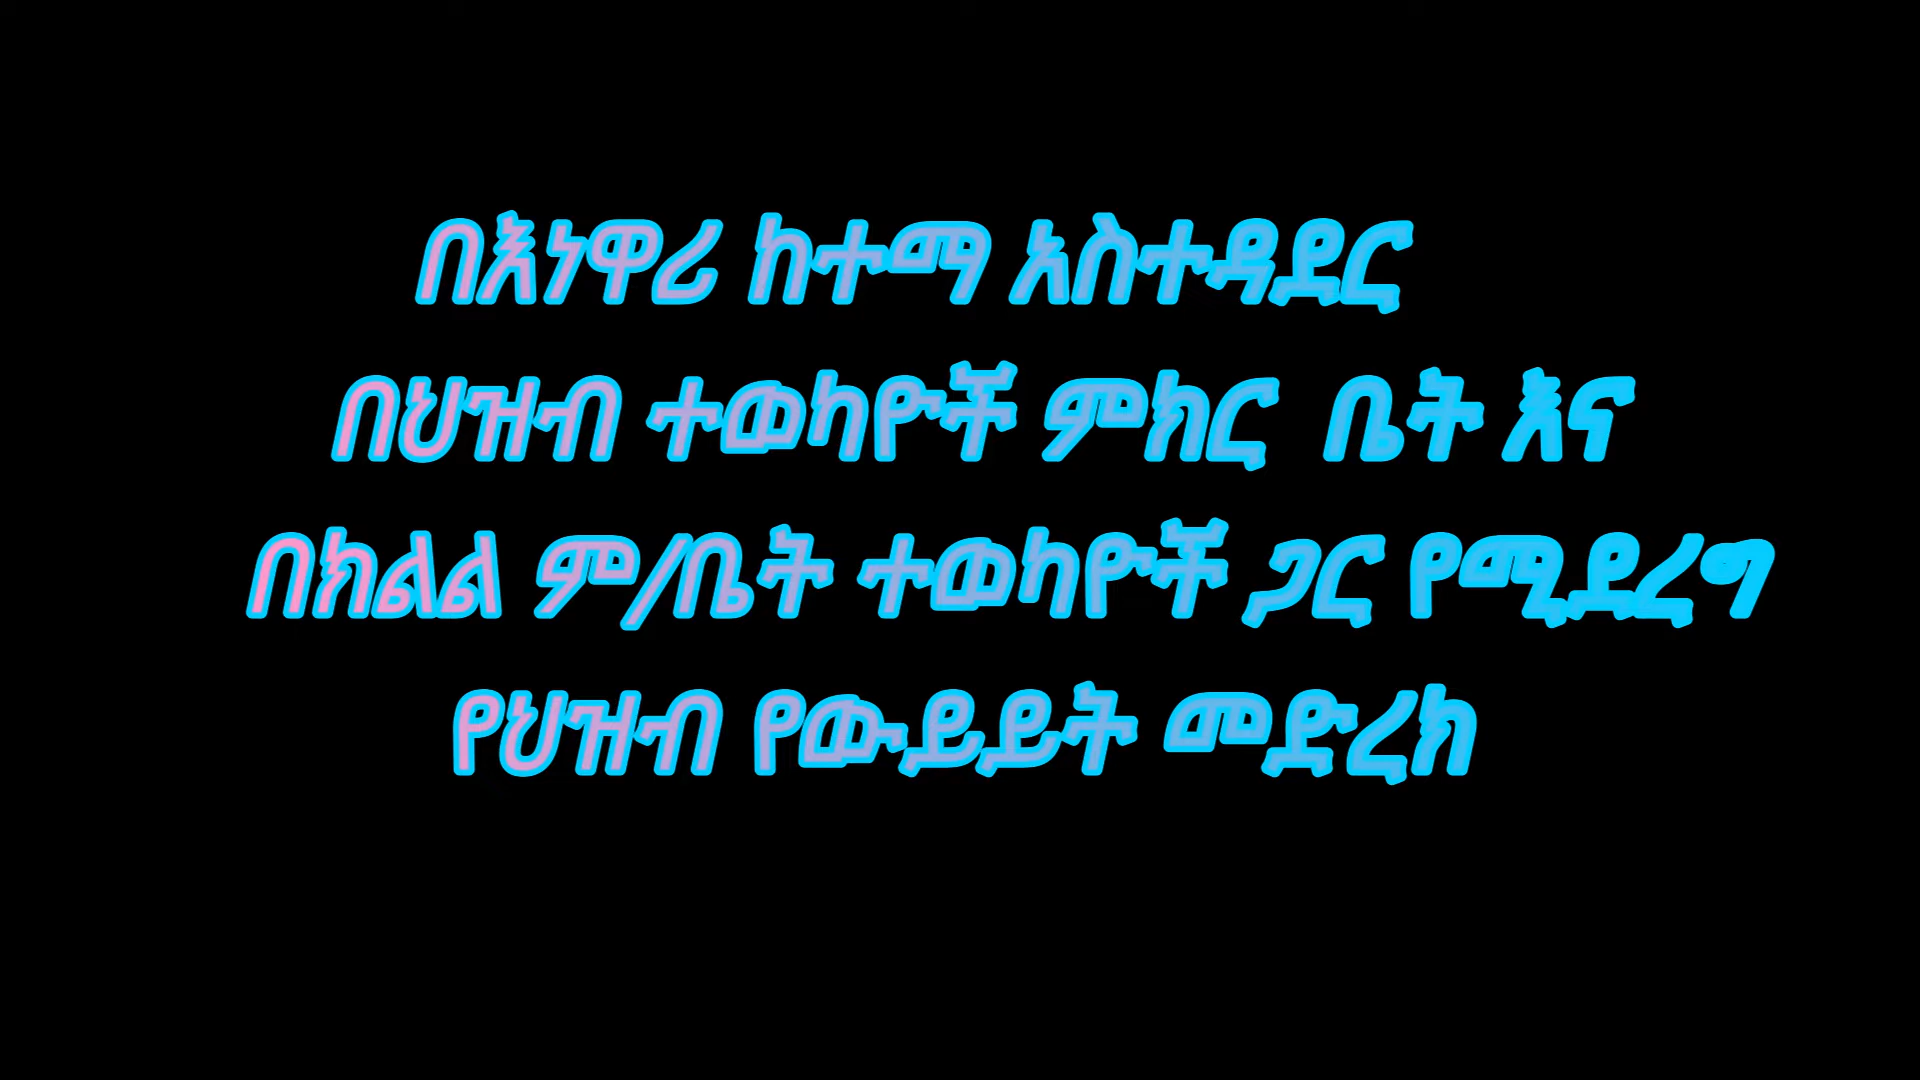 በእነዋሪ ከተማ አስተዳደር
በህዝብ ተወካዮች ምክር ቤት እና
በክልል ም/ቤት ተወካዮች ጋር የሚደረግ
የህዝብ የውይይት መድረክ